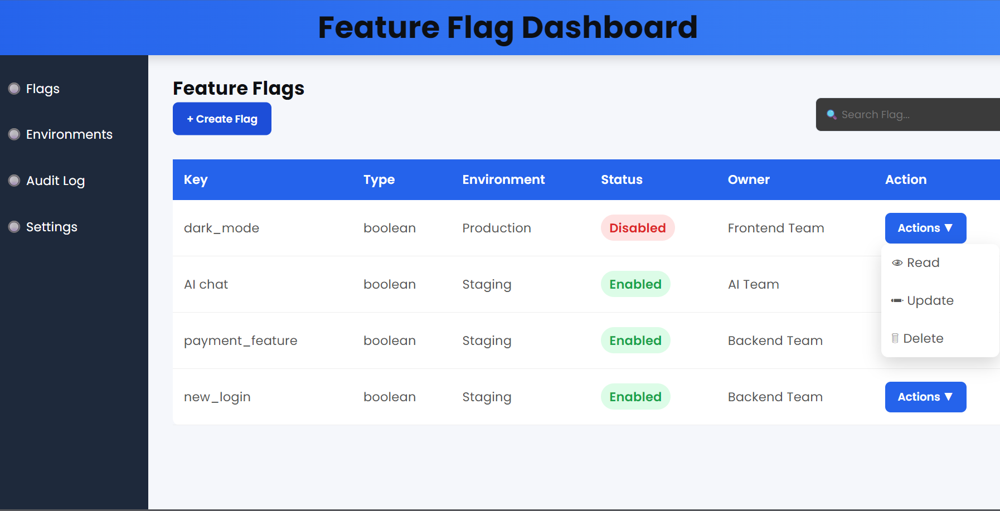 Feature Flag Dashboard
Flags
Environments
Audit Log
Settings
Feature Flags
+ Create Flag
Search Flag...
Key Type Environment Status Owner Action
dark_mode boolean Production Disabled Frontend Team Actions ▼
Read
AI chat boolean Staging Enabled AI Team
Update
payment_feature boolean Staging Enabled Backend Team
Delete
new_login boolean Staging Enabled Backend Team Actions ▼